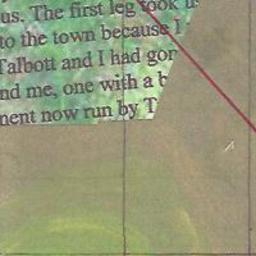 us. The first leg took u
to the town because I
Talbott and I had gor
nd me, one with a b
nent now run by T